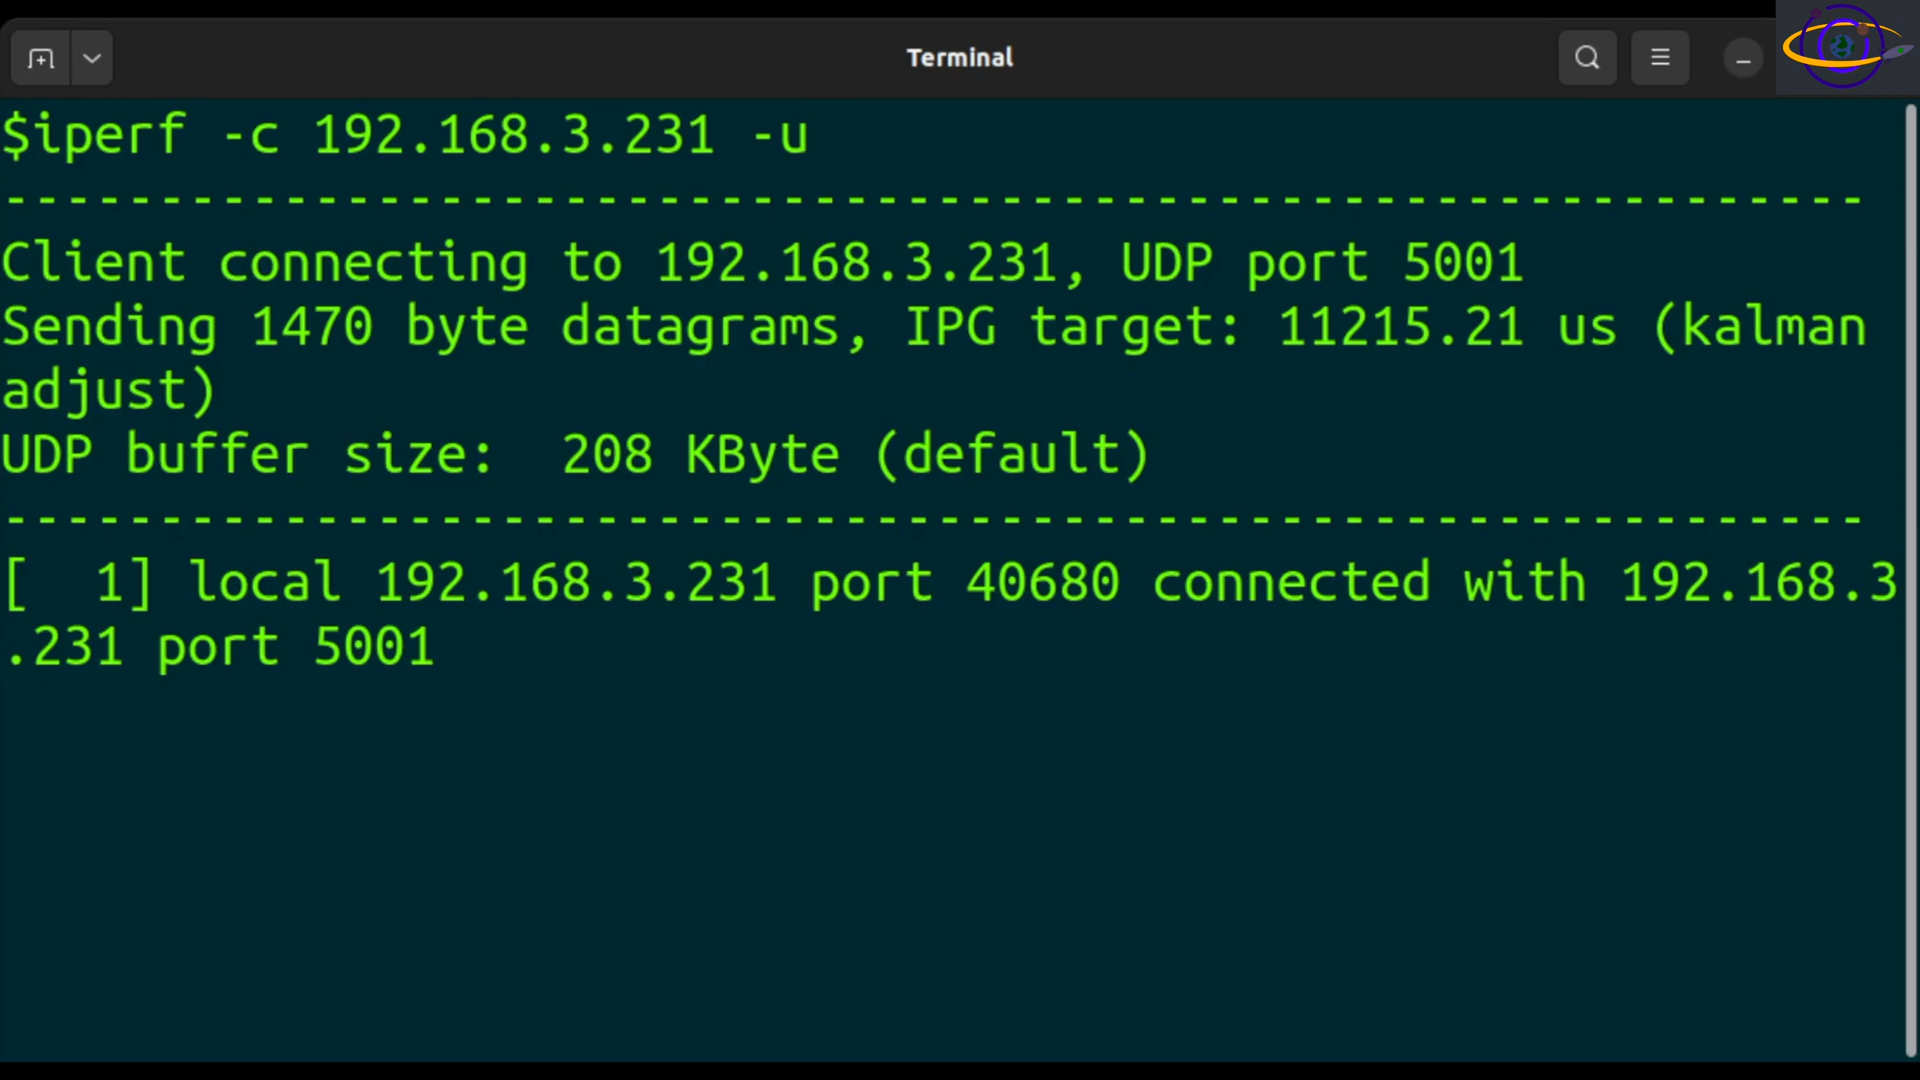 Terminal
$iperf -c 192.168.3.231 -u
------------------------------------------------------------
Client connecting to 192.168.3.231, UDP port 5001
Sending 1470 byte datagrams, IPG target: 11215.21 us (kalman
adjust)
UDP buffer size:  208 KByte (default)
------------------------------------------------------------
[  1] local 192.168.3.231 port 40680 connected with 192.168.3
.231 port 5001